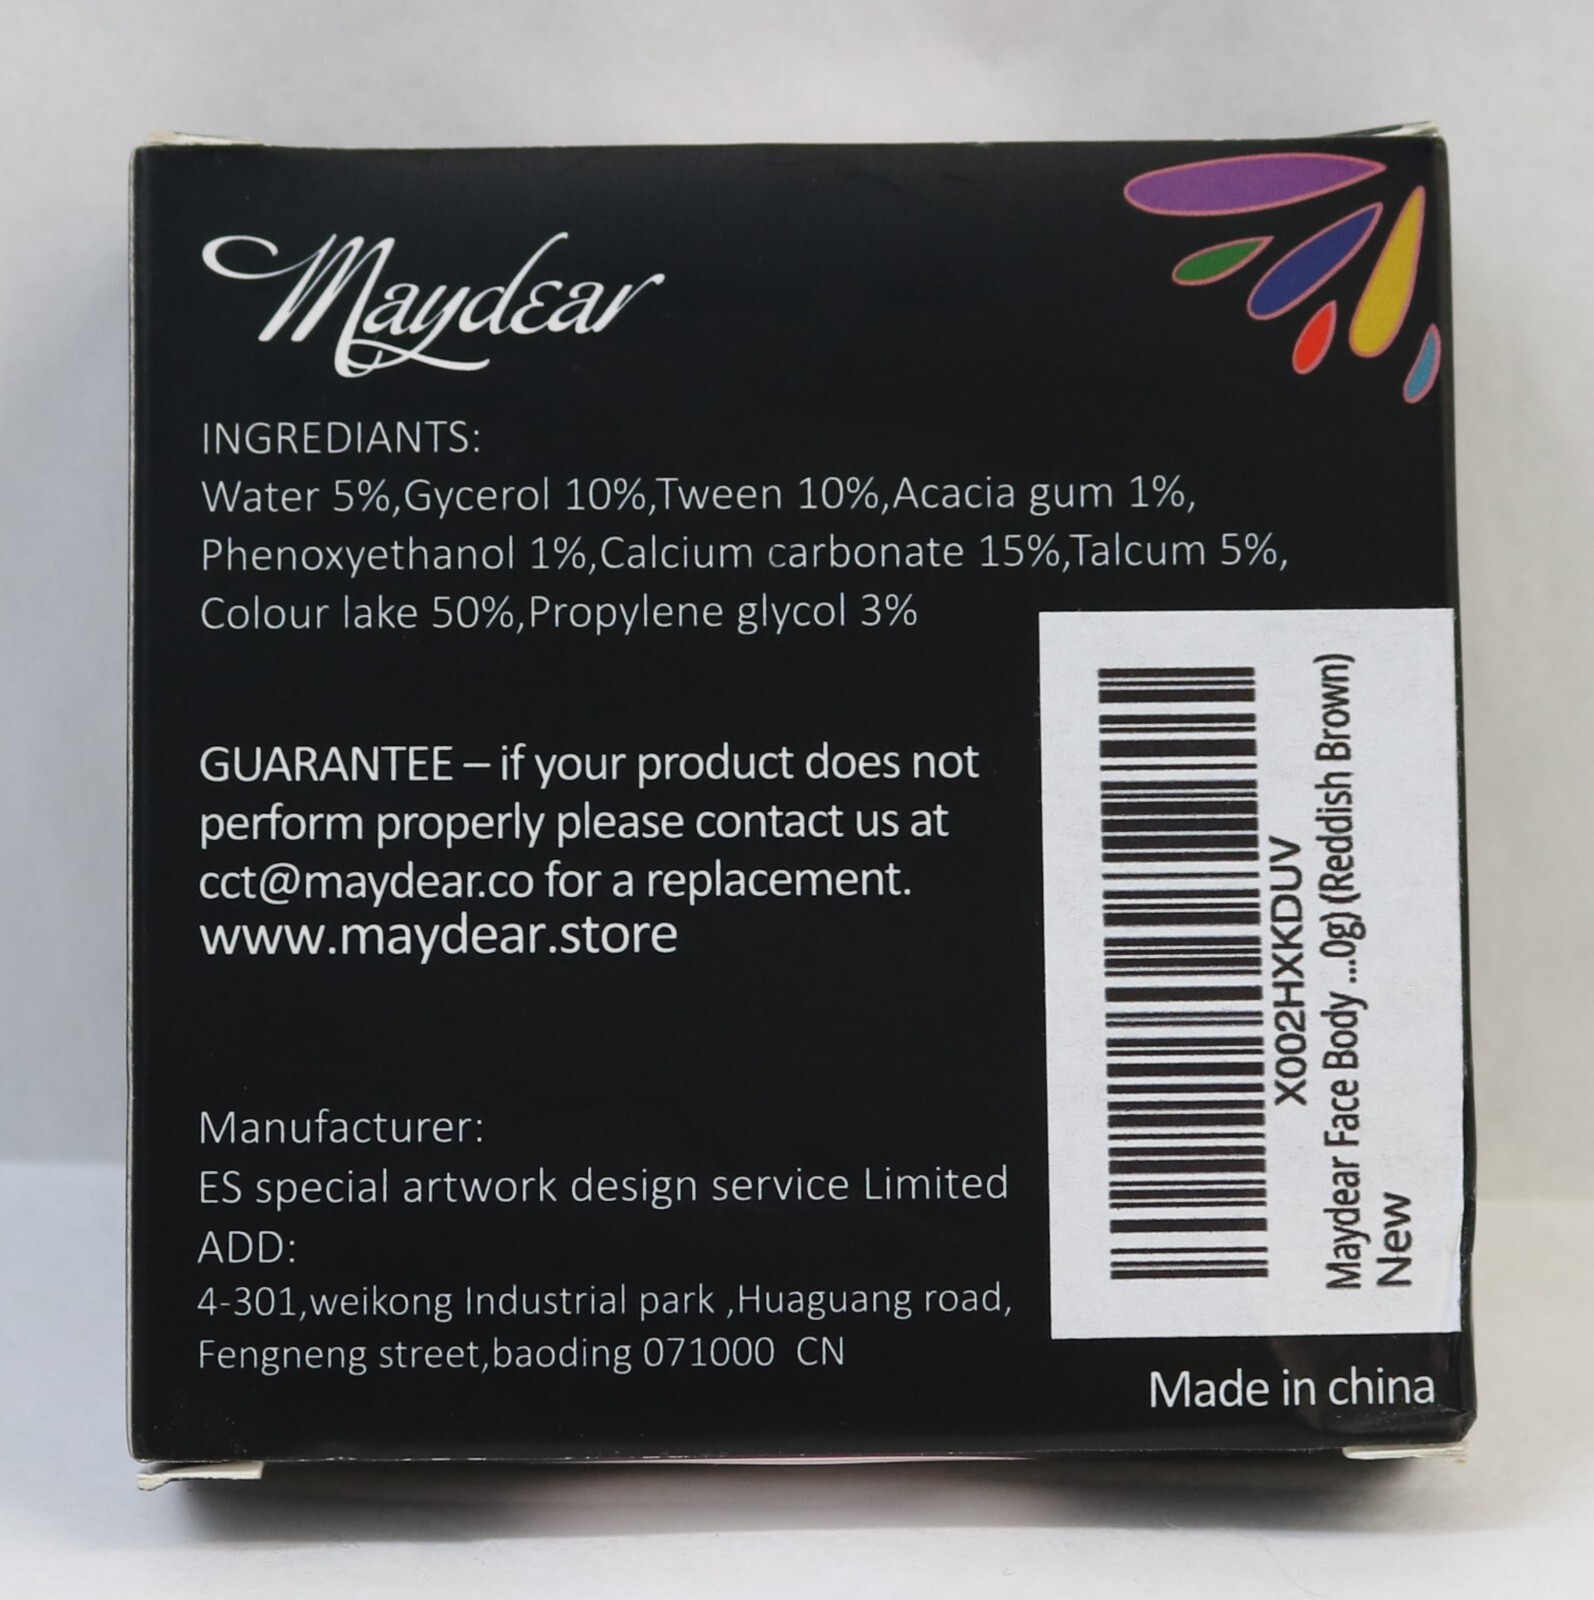 Maydear
INGREDIANTS:
Water 5%,Gycerol 10%,Tween 10%,Acacia gum 1%,
Phenoxyethanol 1%,Calcium carbonate 15%,Talcum 5%,
Colour lake 50%,Propylene glycol 3%
GUARANTEE – if your product does not
perform properly please contact us at
cct@maydear.co for a replacement.
www.maydear.store
Manufacturer:
ES special artwork design service Limited
ADD:
4-301,weikong Industrial park ,Huaguang road,
Fengneng street,baoding 071000 CN
X002HXKDUV
Maydear Face Body ...0g) (Reddish Brown)
New
Made in china